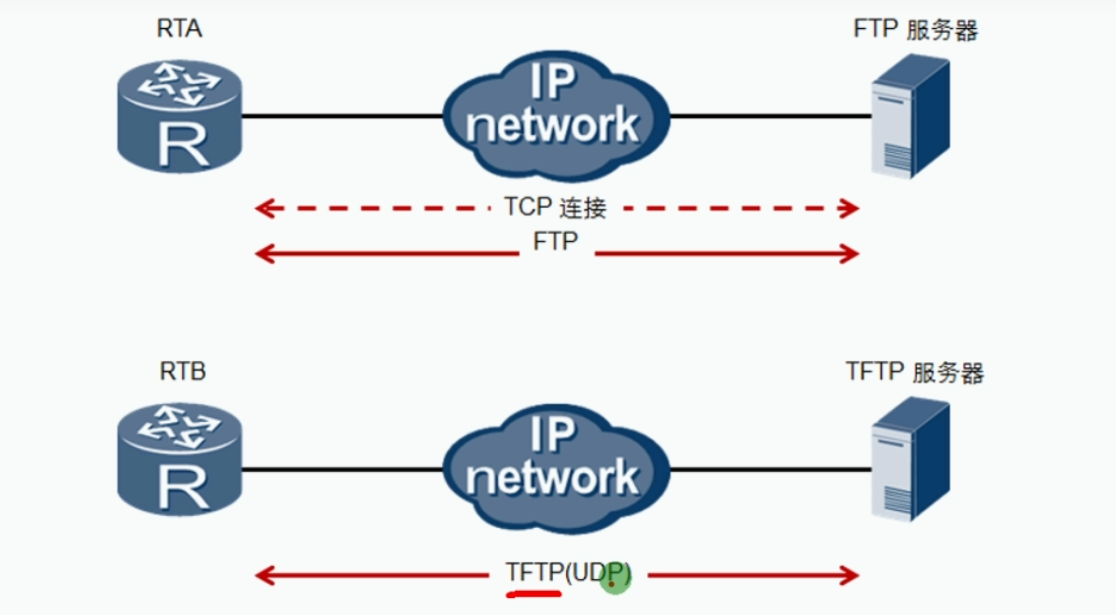 RTA
FTP 服务器
IP
network
TCP 连接
FTP
RTB
TFTP 服务器
IP
network
TFTP(UDP)
R
R